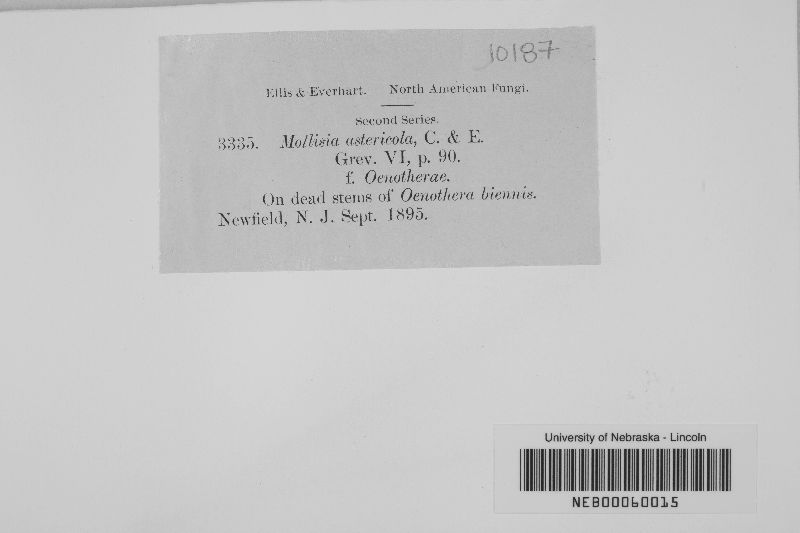 10187
Ellis & Everhart. North American Fungi.
Second Series.
3335. Mollisia astericola, C. & E.
Grev. VI, p. 90.
f. Oenotherae.
On dead stems of Oenothera biennis.
Newfield, N. J. Sept. 1895.
University of Nebraska - Lincoln
NEB00060015